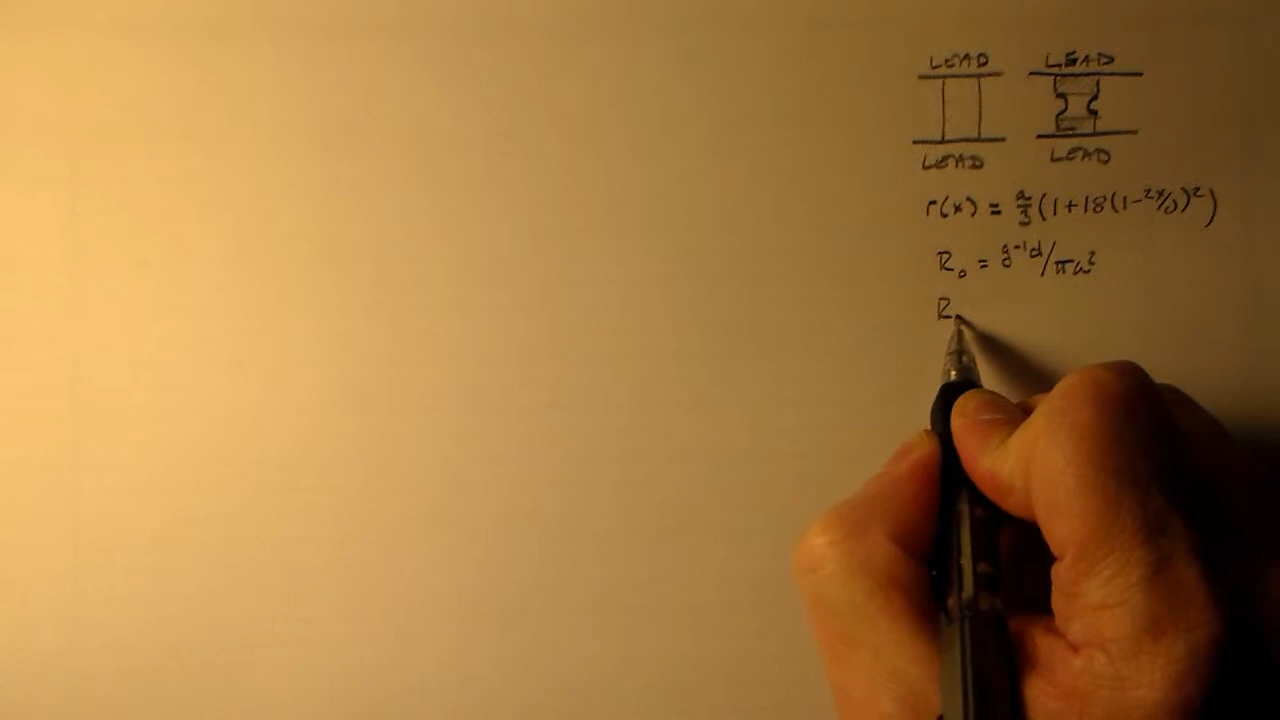 LEAD LEAD
LEAD LEAD
r(x) = a/3 (1+18(1-2x/d)²)
R₀ = g⁻¹d/πa²
R